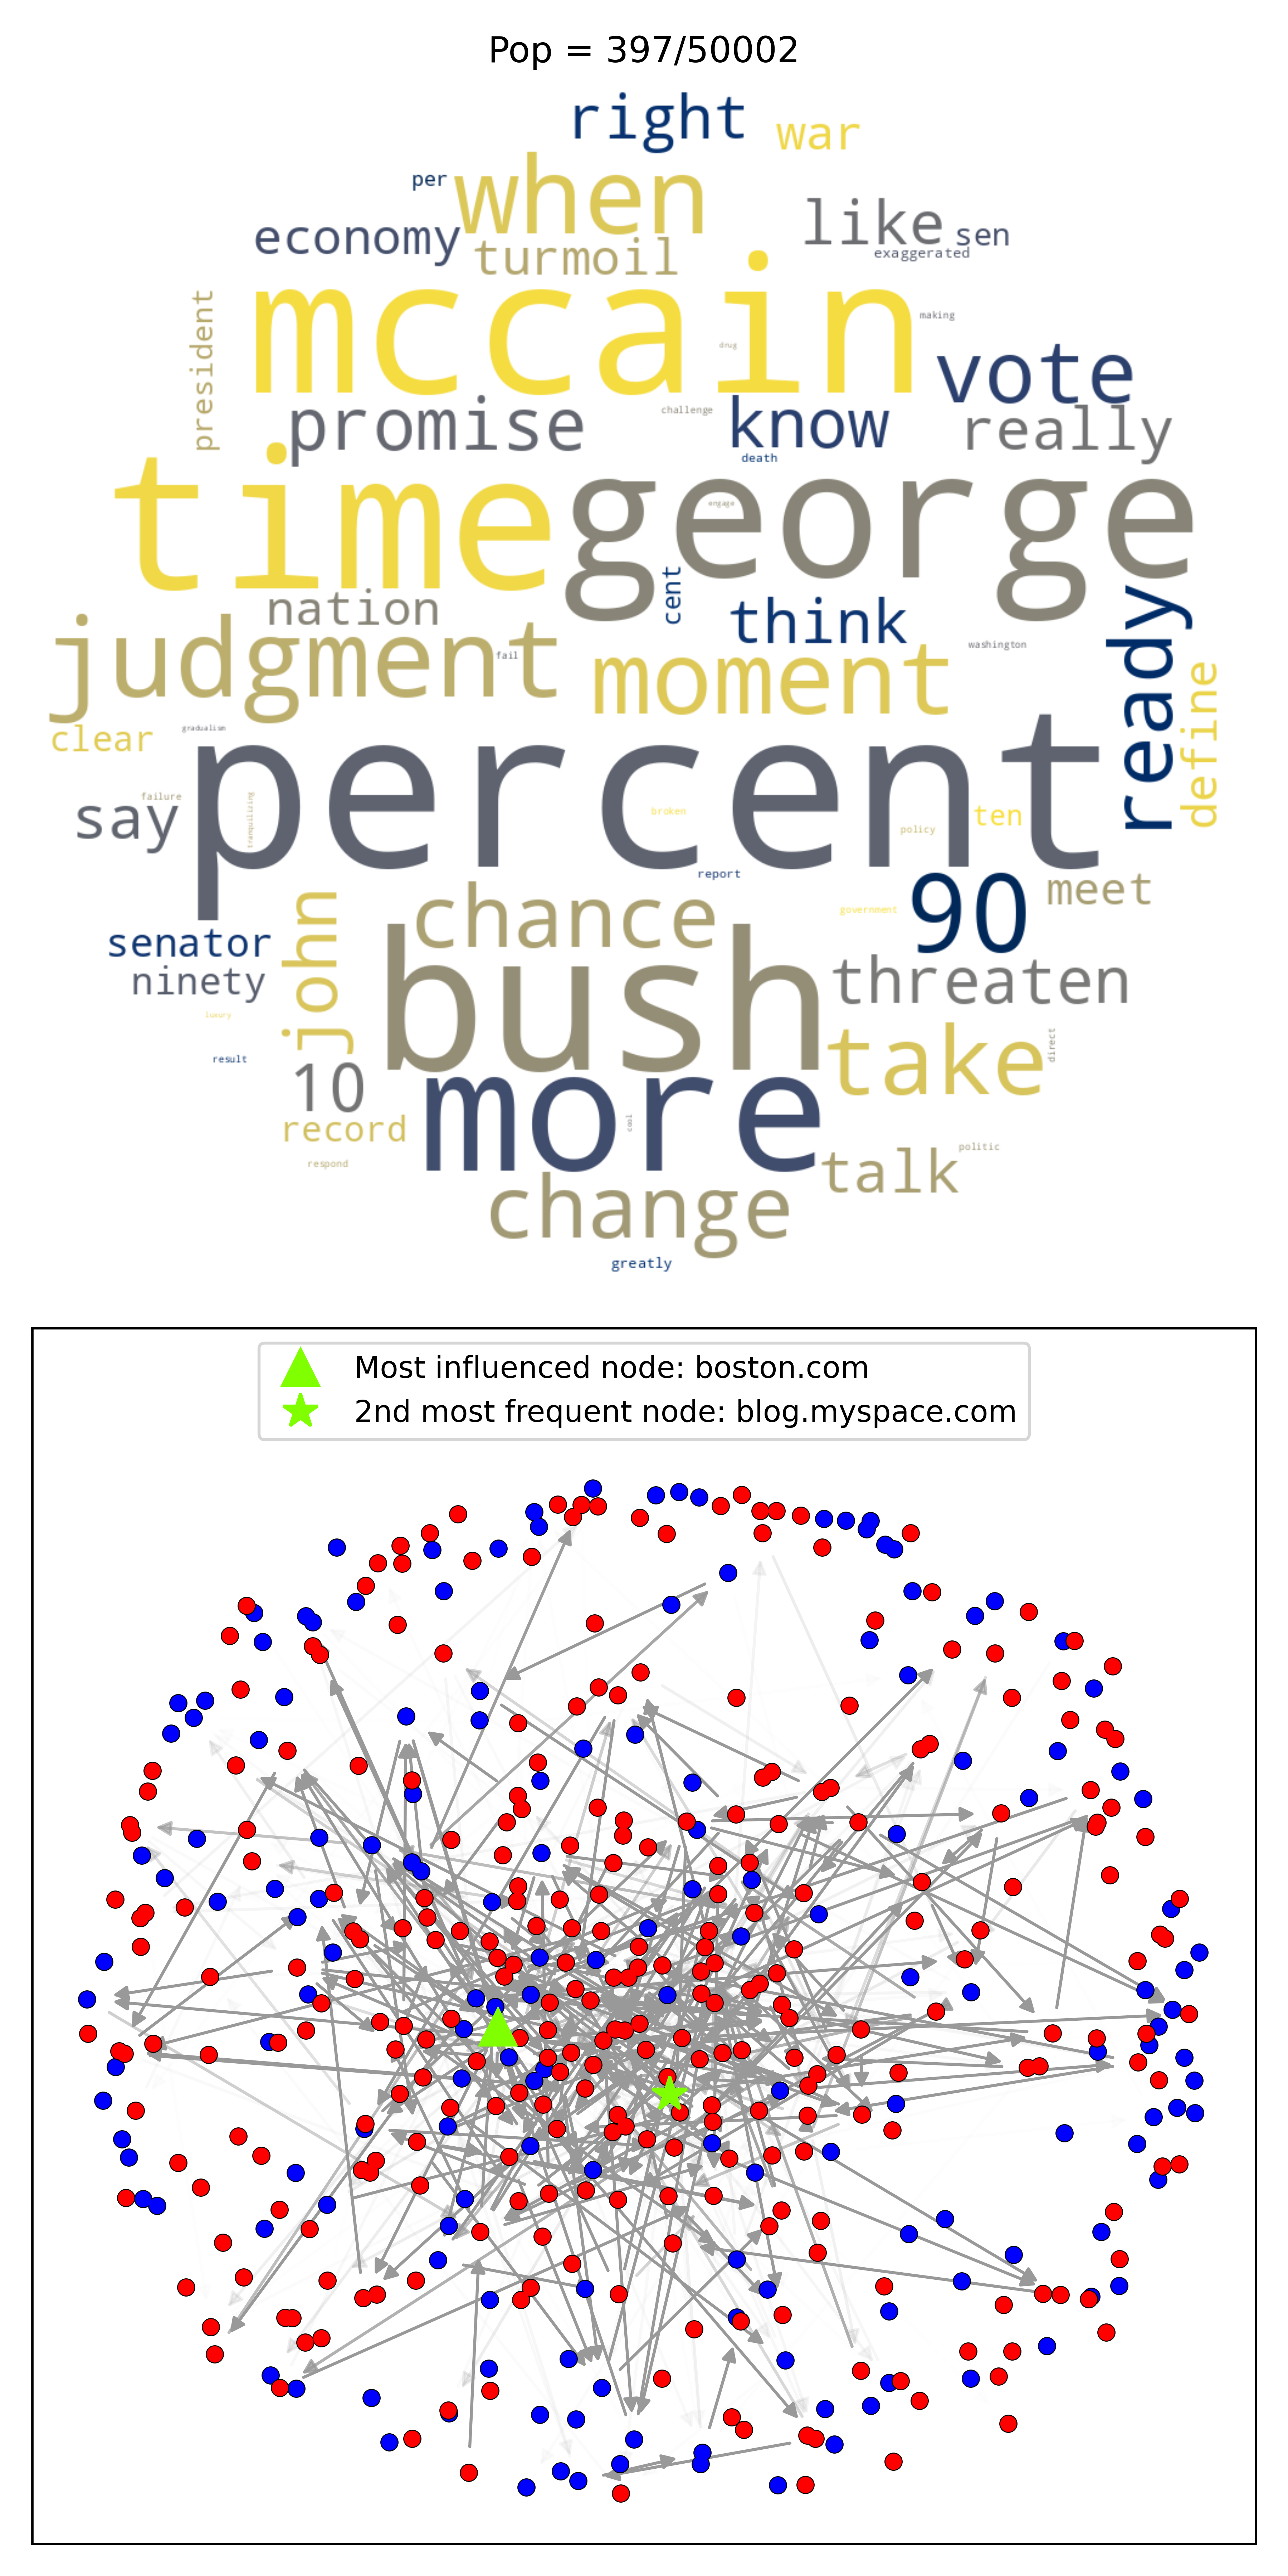 Pop = 397/50002
right war
per when
economy turmoil like sen
exaggerated
president mccain making
drug
vote
promise challenge know really
death
time george
engage
nation cent think
judgment fail moment washington
ready define
clear gradualism
percent
say failure tranquilizing broken policy ten
report
90 meet
government
chance
senator john bush threaten
ninety
luxury
result 10 take direct
record more cool
respond talk politic
change
greatly
Most influenced node: boston.com
2nd most frequent node: blog.myspace.com